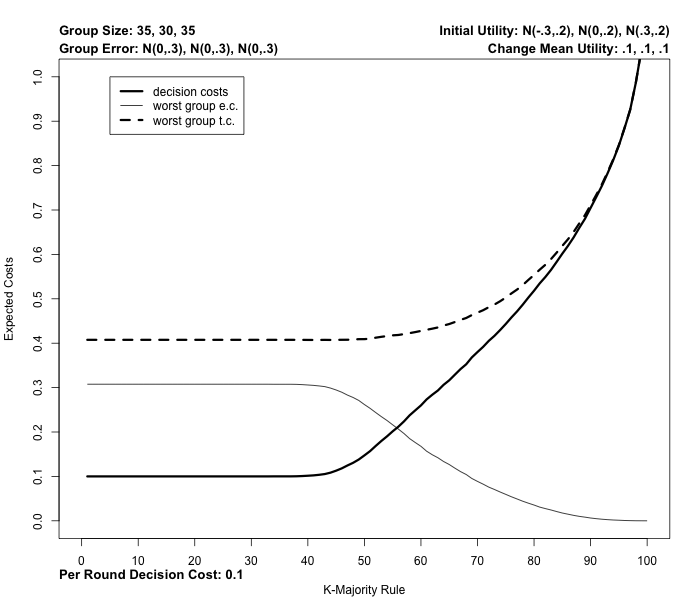 Group Size: 35, 30, 35
Initial Utility: N(-.3,.2), N(0,.2), N(.3,.2)
Group Error: N(0,.3), N(0,.3), N(0,.3)
Change Mean Utility: .1, .1, .1
decision costs
worst group e.c.
worst group t.c.
Expected Costs
1.0
0.9
0.8
0.7
0.6
0.5
0.4
0.3
0.2
0.1
0.0
0 10 20 30 40 50 60 70 80 90 100
Per Round Decision Cost: 0.1
K-Majority Rule